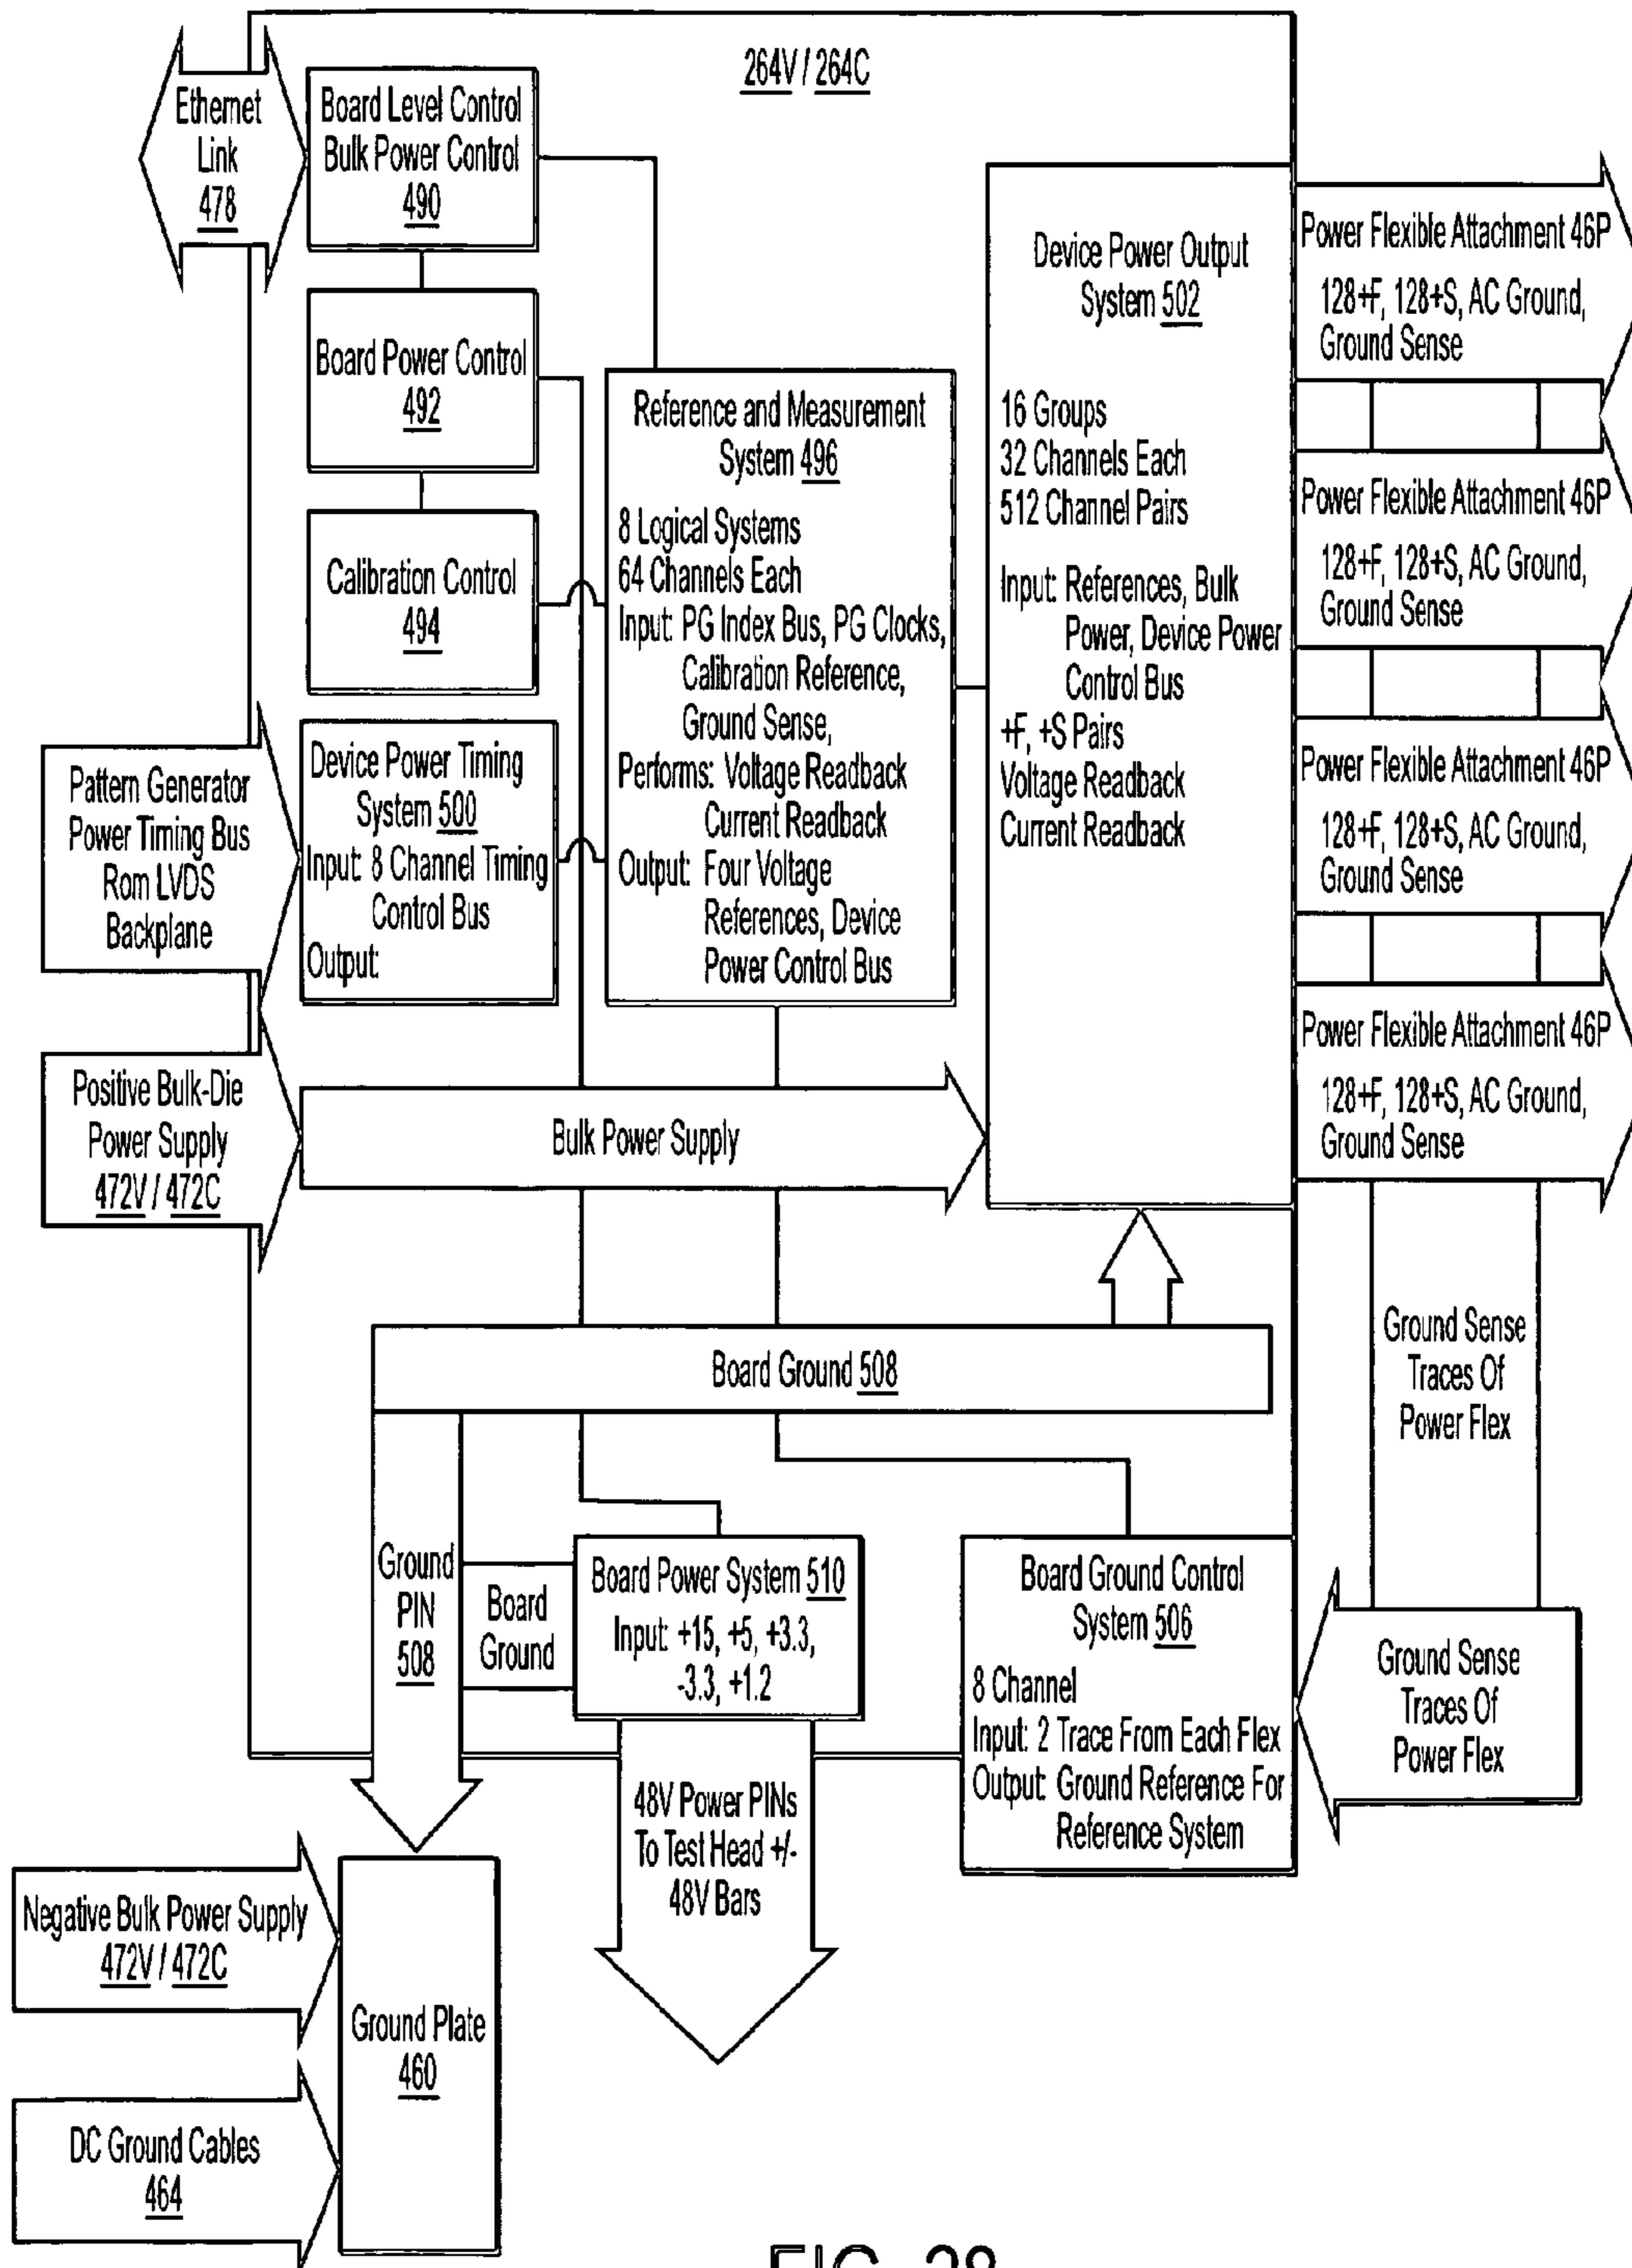 264V / 264C
Ethernet
Link
478
Board Level Control
Bulk Power Control
490
Board Power Control
492
Calibration Control
494
Pattern Generator
Power Timing Bus
Rom LVDS
Backplane
Device Power Timing
System 500
Input: 8 Channel Timing
Control Bus
Output:
Reference and Measurement
System 496
8 Logical Systems
64 Channels Each
Input: PG Index Bus, PG Clocks,
Calibration Reference,
Ground Sense,
Performs: Voltage Readback
Current Readback
Output: Four Voltage
References, Device
Power Control Bus
Device Power Output
System 502
16 Groups
32 Channels Each
512 Channel Pairs
Input: References, Bulk
Power, Device Power
Control Bus
+F, +S Pairs
Voltage Readback
Current Readback
Power Flexible Attachment 46P
128+F, 128+S, AC Ground,
Ground Sense
Power Flexible Attachment 46P
128+F, 128+S, AC Ground,
Ground Sense
Power Flexible Attachment 46P
128+F, 128+S, AC Ground,
Ground Sense
Power Flexible Attachment 46P
128+F, 128+S, AC Ground,
Ground Sense
Positive Bulk-Die
Power Supply
472V / 472C
Bulk Power Supply
Board Ground 508
Ground Sense
Traces Of
Power Flex
Ground
PIN
508
Board
Ground
Board Power System 510
Input: +15, +5, +3.3,
-3.3, +1.2
Board Ground Control
System 506
8 Channel
Input: 2 Trace From Each Flex
Output: Ground Reference For
Reference System
Ground Sense
Traces Of
Power Flex
48V Power PINs
To Test Head +/-
48V Bars
Negative Bulk Power Supply
472V / 472C
Ground Plate
460
DC Ground Cables
464
FIG. 28